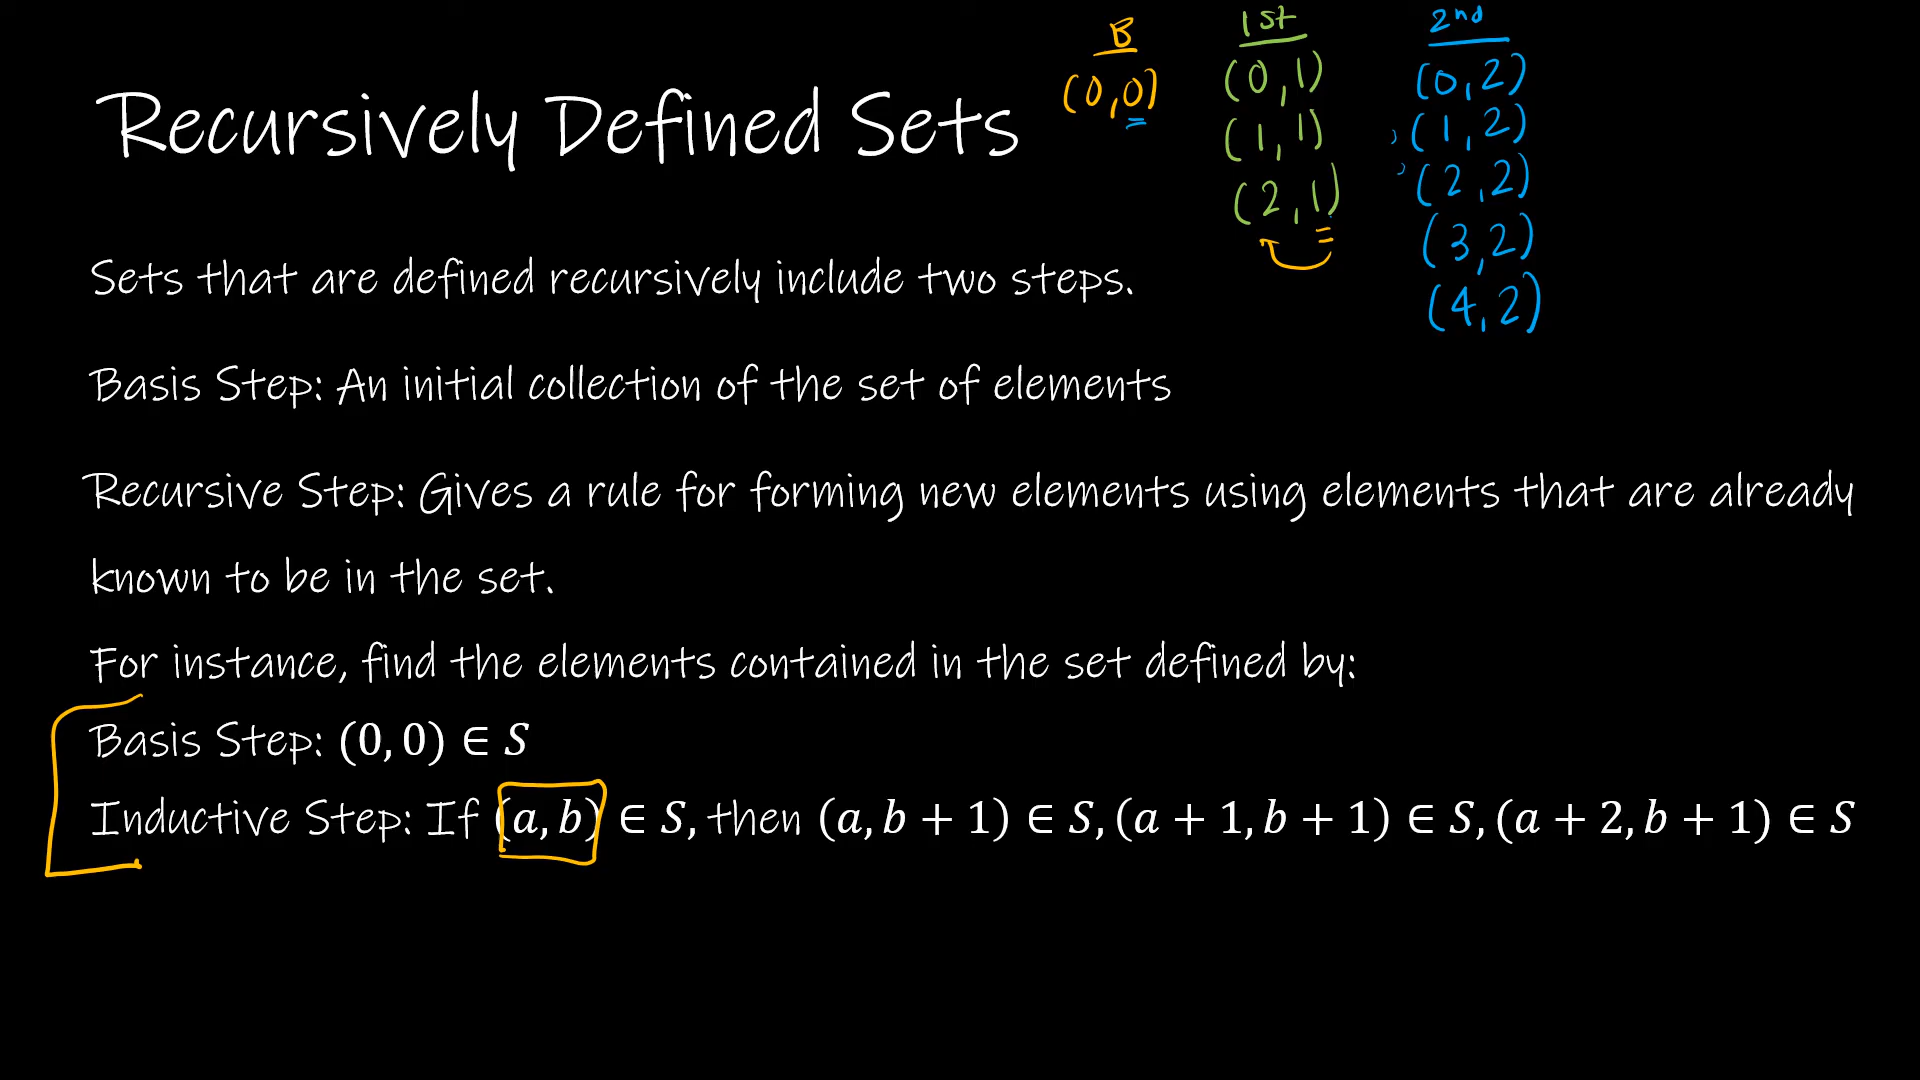 Recursively Defined Sets
B
(0,0)
1st
(0,1)
(1,1)
(2,1)
2nd
(0,2)
(1,2)
(2,2)
(3,2)
(4,2)
Sets that are defined recursively include two steps.
Basis Step: An initial collection of the set of elements
Recursive Step: Gives a rule for forming new elements using elements that are already
known to be in the set.
For instance, find the elements contained in the set defined by:
Basis Step: (0, 0) ∈ S
Inductive Step: If (a, b) ∈ S, then (a, b + 1) ∈ S, (a + 1, b + 1) ∈ S, (a + 2, b + 1) ∈ S